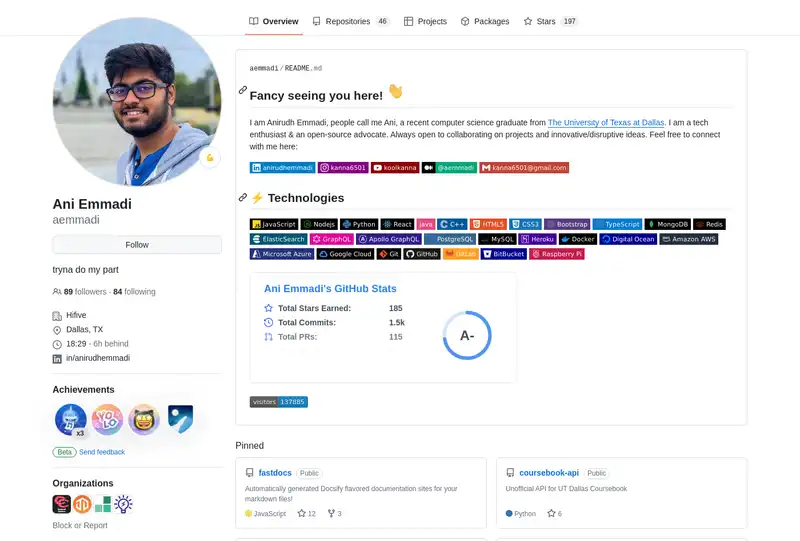 Overview
Repositories 46
Projects
Packages
Stars 197
Ani Emmadi
aemmadi
Follow
tryna do my part
89 followers · 84 following
Hifive
Dallas, TX
18:29 - 6h behind
in/anirudhemmadi
Achievements
YOLO
x3
Beta Send feedback
Organizations
Block or Report
aemmadi / README.md
Fancy seeing you here! 👋
I am Anirudh Emmadi, people call me Ani, a recent computer science graduate from The University of Texas at Dallas. I am a tech
enthusiast & an open-source advocate. Always open to collaborating on projects and innovative/disruptive ideas. Feel free to connect
with me here:
anirudhemmadi kanna6501 koolkanna @aemmadi kanna6501@gmail.com
⚡ Technologies
JavaScript Nodejs Python React java C++ HTML5 CSS3 Bootstrap TypeScript MongoDB Redis
ElasticSearch GraphQL Apollo GraphQL PostgreSQL MySQL Heroku Docker Digital Ocean Amazon AWS
Microsoft Azure Google Cloud Git GitHub GitLab BitBucket Raspberry Pi
Ani Emmadi's GitHub Stats
Total Stars Earned: 185
Total Commits: 1.5k
Total PRs: 115
A-
visitors 137885
Pinned
fastdocs Public
Automatically generated Docsify flavored documentation sites for your
markdown files!
JavaScript 12 3
coursebook-api Public
Unofficial API for UT Dallas Coursebook
Python 6